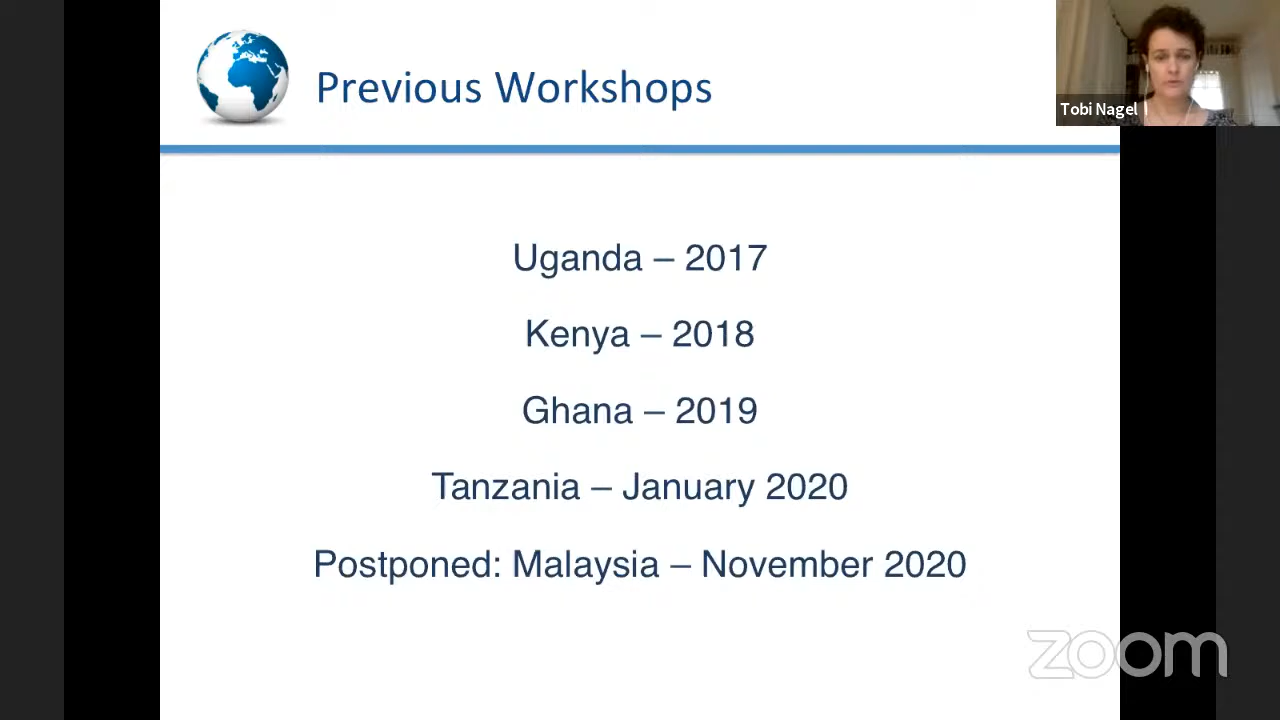 Previous Workshops
Tobi Nagel
Uganda – 2017
Kenya – 2018
Ghana – 2019
Tanzania – January 2020
Postponed: Malaysia – November 2020
zoom